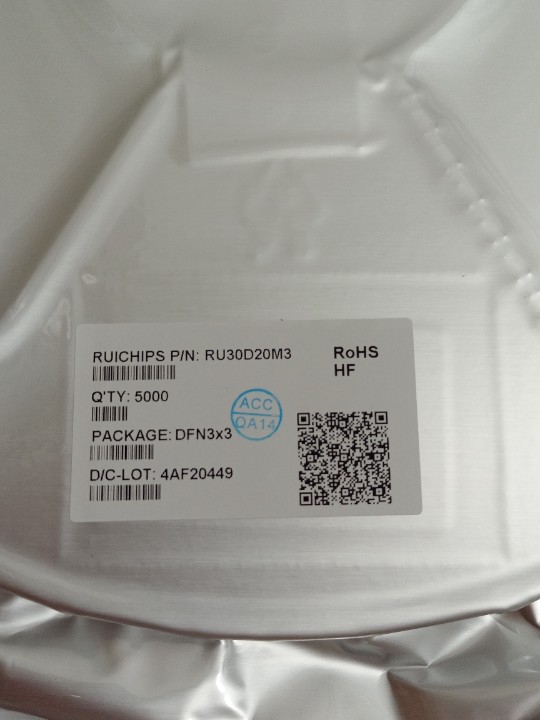 RUICHIPS P/N: RU30D20M3
RoHS
HF
Q'TY: 5000
ACC
QA14
PACKAGE: DFN3x3
D/C-LOT: 4AF20449